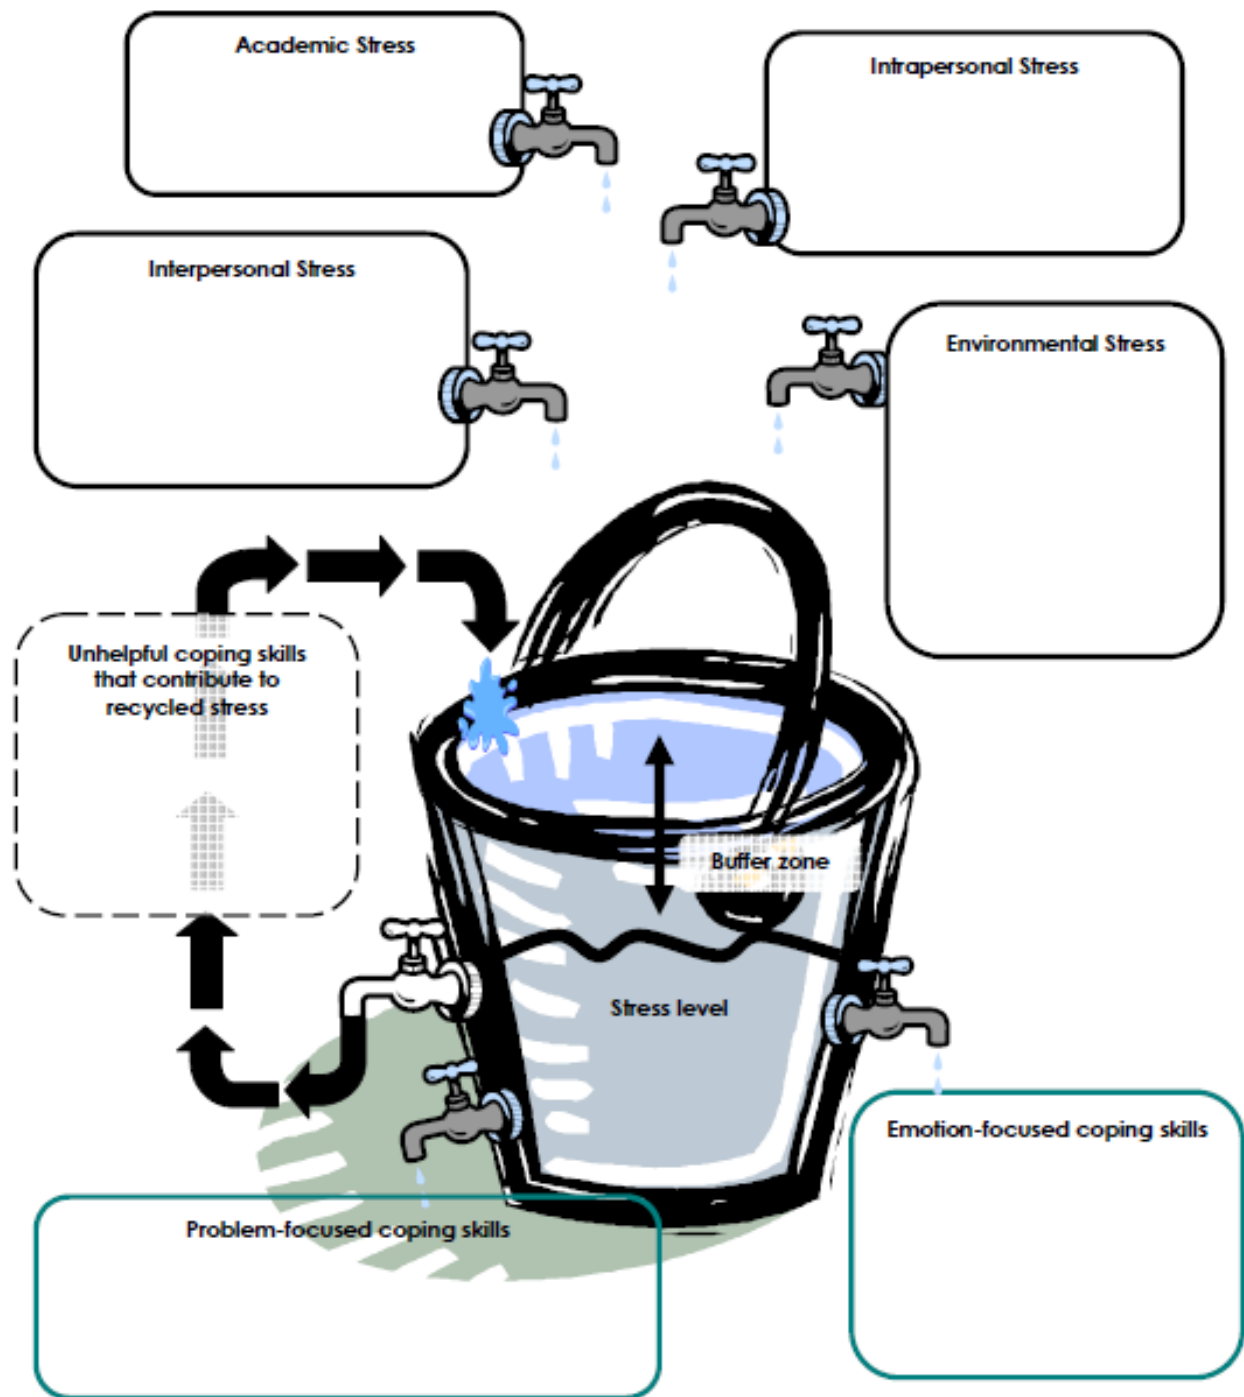 Academic Stress
Intrapersonal Stress
Interpersonal Stress
Environmental Stress
Unhelpful coping skills
that contribute to
recycled stress
Buffer zone
Stress level
Emotion-focused coping skills
Problem-focused coping skills